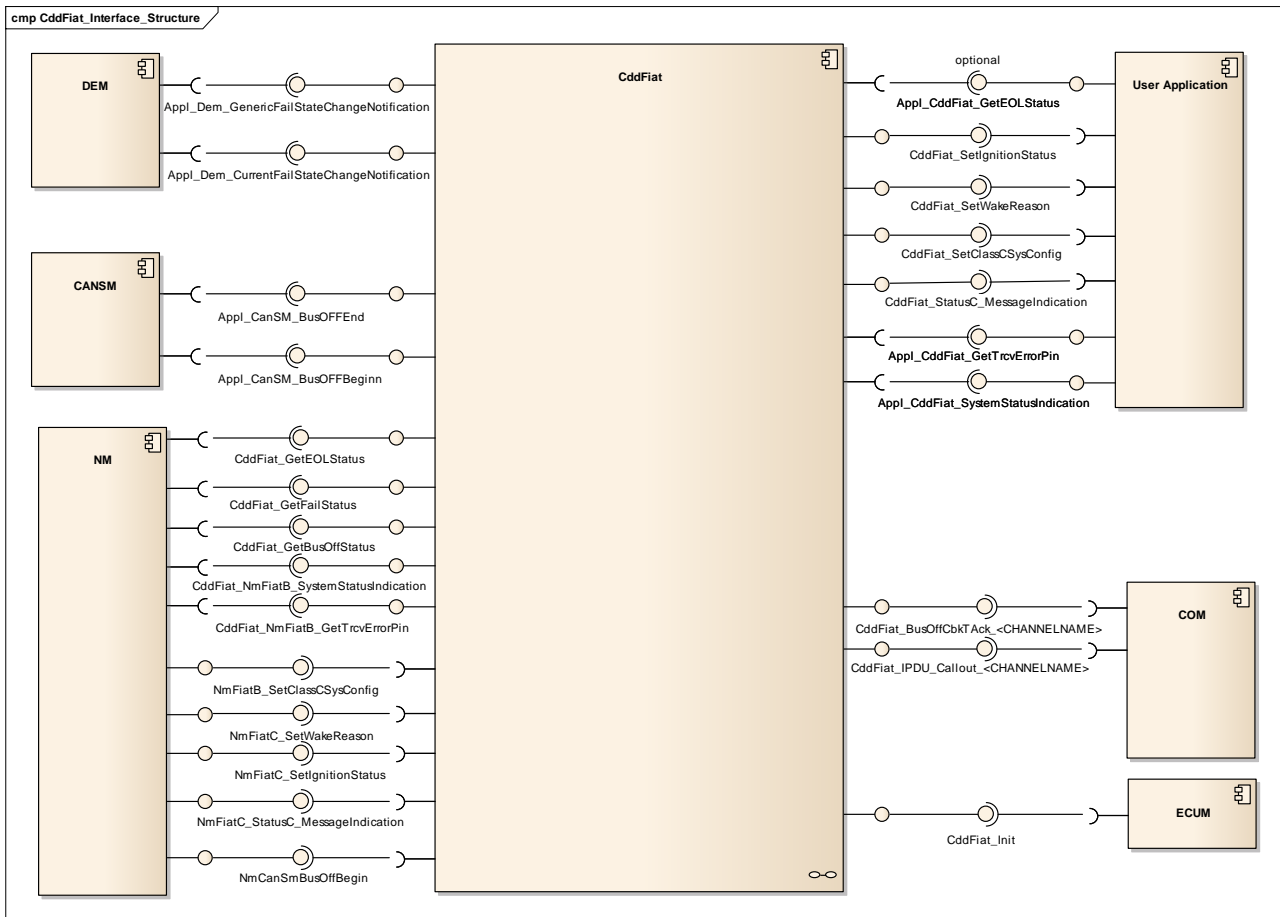 cmp CddFiat_Interface_Structure
DEM
Appl_Dem_GenericFailStateChangeNotification
Appl_Dem_CurrentFailStateChangeNotification
CANSM
Appl_CanSM_BusOFFEnd
Appl_CanSM_BusOFFBeginn
NM
CddFiat_GetEOLStatus
CddFiat_GetFailStatus
CddFiat_GetBusOffStatus
CddFiat_NmFiatB_SystemStatusIndication
CddFiat_NmFiatB_GetTrcvErrorPin
NmFiatB_SetClassCSysConfig
NmFiatC_SetWakeReason
NmFiatC_SetIgnitionStatus
NmFiatC_StatusC_MessageIndication
NmCanSmBusOffBegin
CddFiat
optional
Appl_CddFiat_GetEOLStatus
CddFiat_SetIgnitionStatus
CddFiat_SetWakeReason
CddFiat_SetClassCSysConfig
CddFiat_StatusC_MessageIndication
Appl_CddFiat_GetTrcvErrorPin
Appl_CddFiat_SystemStatusIndication
User Application
CddFiat_BusOffCbkTAck_<CHANNELNAME>
CddFiat_IPDU_Callout_<CHANNELNAME>
COM
CddFiat_Init
ECUM